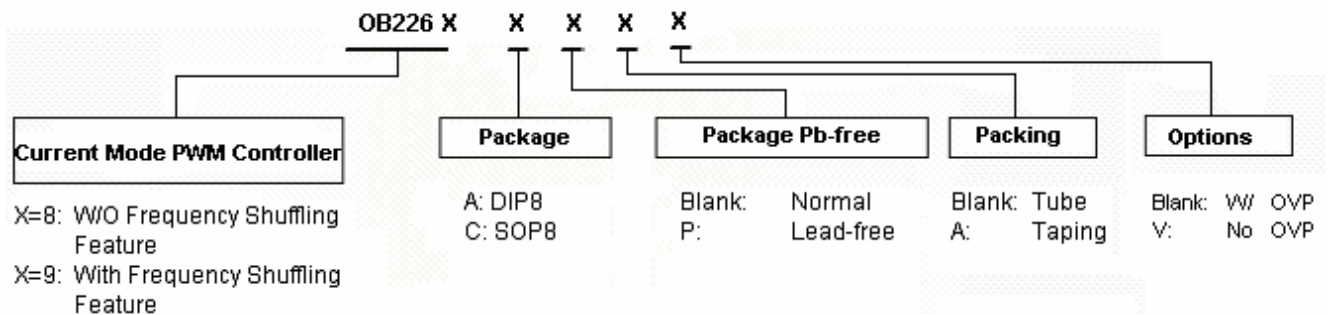 OB226 X X X X X
Current Mode PWM Controller
X=8: W/O Frequency Shuffling
Feature
X=9: With Frequency Shuffling
Feature
Package
A: DIP8
C: SOP8
Package Pb-free
Blank: Normal
P: Lead-free
Packing
Blank: Tube
A: Taping
Options
Blank: W/ OVP
V: No OVP